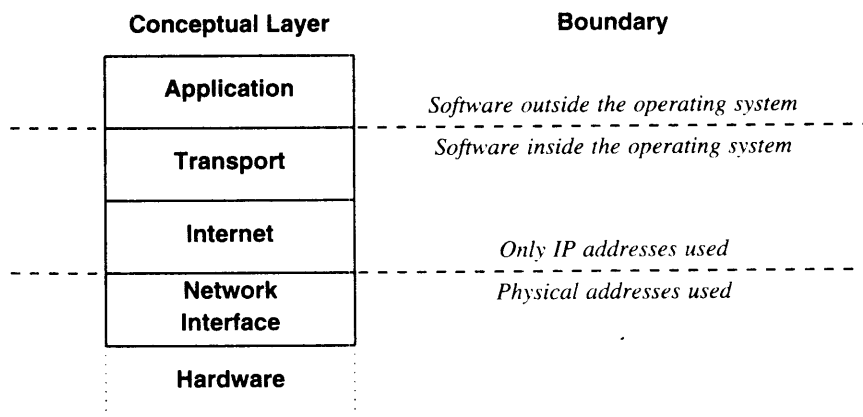 Conceptual Layer
Boundary
Application
Software outside the operating system
Software inside the operating system
Transport
Internet
Only IP addresses used
Network
Interface
Physical addresses used
Hardware